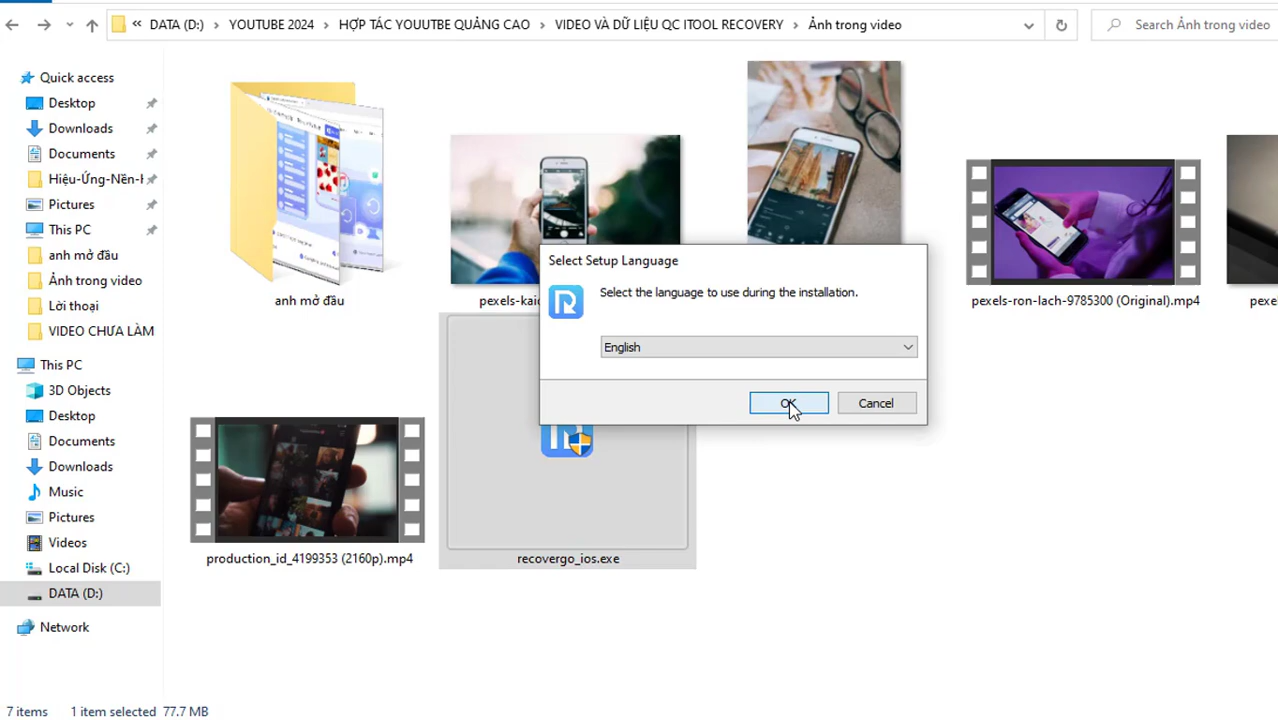 « DATA (D:) > YOUTUBE 2024 > HỢP TÁC YOUUTBE QUẢNG CAO > VIDEO VÀ DỮ LIỆU QC ITOOL RECOVERY > Ảnh trong video
Search Ảnh trong video
Quick access
Desktop
Downloads
Documents
Hiệu-Ứng-Nền-
Pictures
This PC
anh mở đầu
Ảnh trong video
Lời thoại
VIDEO CHƯA LÀM
This PC
3D Objects
Desktop
Documents
Downloads
Music
Pictures
Videos
Local Disk (C:)
DATA (D:)
Network
anh mở đầu
pexels-ron-lach-9785300 (Original).mp4
production_id_4199353 (2160p).mp4
recovergo_ios.exe
Select Setup Language
Select the language to use during the installation.
English
OK
Cancel
7 items
1 item selected 77.7 MB